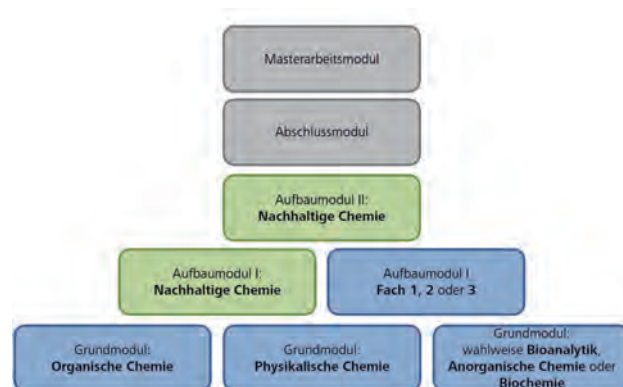 Masterarbeitsmodul
Abschlussmodul
Aufbaumodul II:
Nachhaltige Chemie
Aufbaumodul I:
Nachhaltige Chemie
Aufbaumodul I
Fach 1, 2 oder 3
Grundmodul:
Organische Chemie
Grundmodul:
Physikalische Chemie
Grundmodul:
wahlweise Bioanalytik,
Anorganische Chemie oder
Biochemie